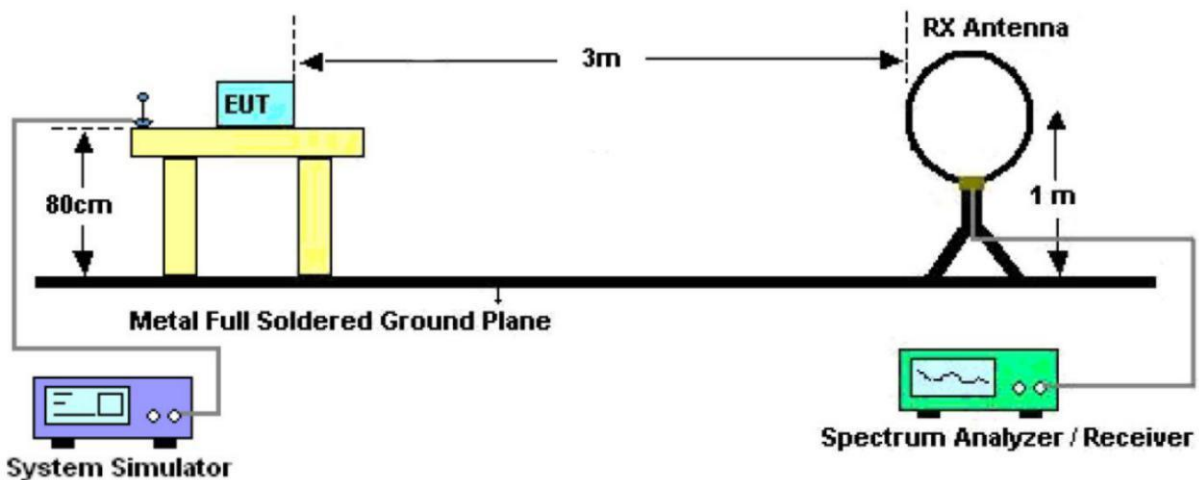 RX Antenna
3m
EUT
80cm
1 m
Metal Full Soldered Ground Plane
System Simulator
Spectrum Analyzer / Receiver